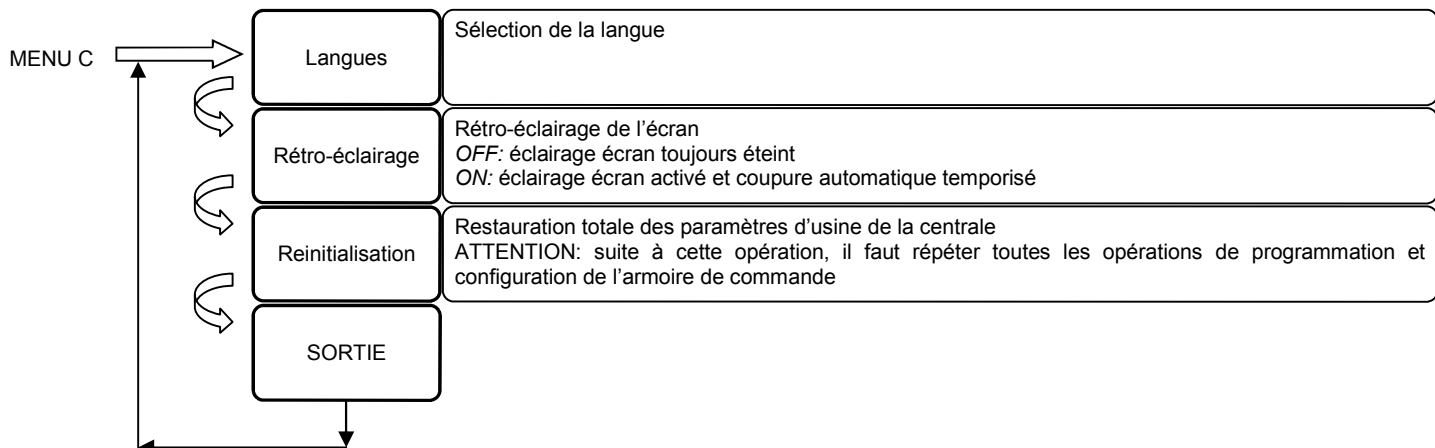 MENU C
Langues
Sélection de la langue
Rétro-éclairage
Rétro-éclairage de l’écran
OFF: éclairage écran toujours éteint
ON: éclairage écran activé et coupure automatique temporisé
Reinitialisation
Restauration totale des paramètres d’usine de la centrale
ATTENTION: suite à cette opération, il faut répéter toutes les opérations de programmation et
configuration de l’armoire de commande
SORTIE